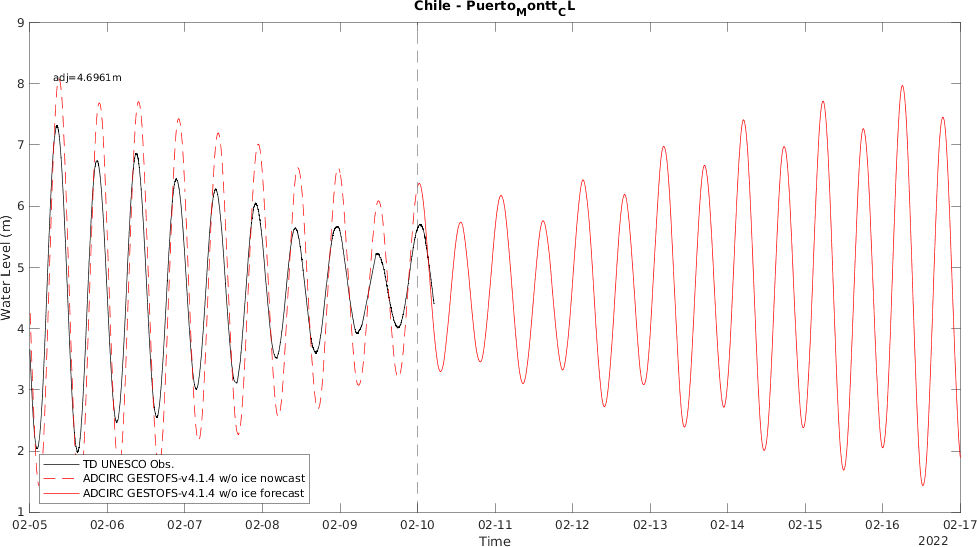 Chile - PuertoMonttCL
9
8
7
6
5
4
3
2
1
Water Level (m)
adj=4.6961m
TD UNESCO Obs.
ADCIRC GESTOFS-v4.1.4 w/o ice nowcast
ADCIRC GESTOFS-v4.1.4 w/o ice forecast
02-05 02-06 02-07 02-08 02-09 02-10 02-11 02-12 02-13 02-14 02-15 02-16 02-17
Time
2022